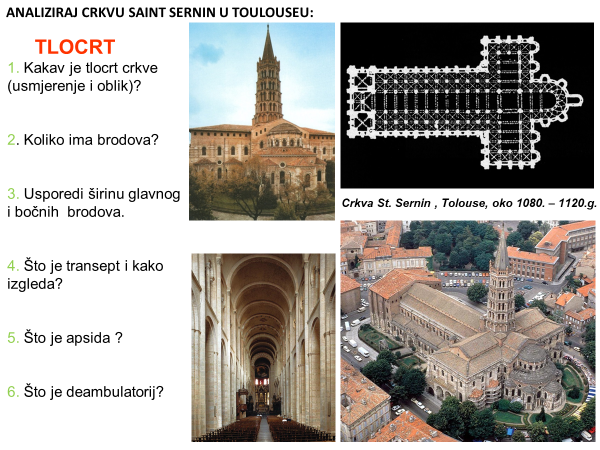 ANALIZIRAJ CRKVU SAINT SERNIN U TOULOUSEU:
TLOCRT
1. Kakav je tlocrt crkve
(usmjerenje i oblik)?
2. Koliko ima brodova?
3. Usporedi širinu glavnog
i bočnih  brodova.
4. Što je transept i kako
izgleda?
5. Što je apsida ?
6. Što je deambulatorij?
Crkva St. Sernin , Tolouse, oko 1080. – 1120.g.